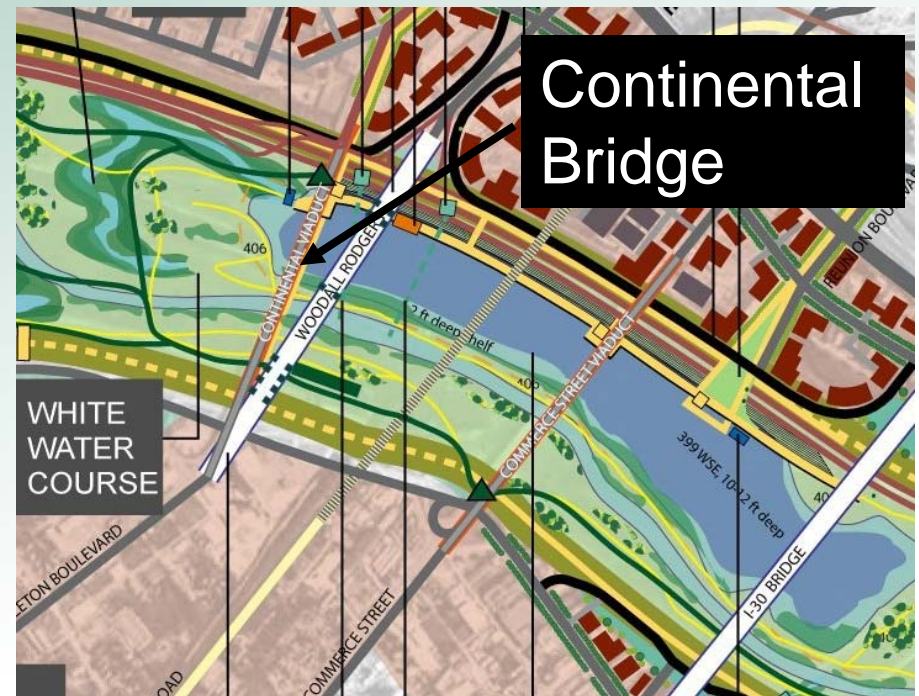 Continental
Bridge
REUNION BOULEVARD
406
CONTINENTAL VIADUCT
WOODALL RODGERS
2 ft deep shelf
COMMERCE STREET VIADUCT
WHITE
WATER
COURSE
399 WSE, 10-12 ft deep
I-30 BRIDGE
COMMERCE STREET
ROAD